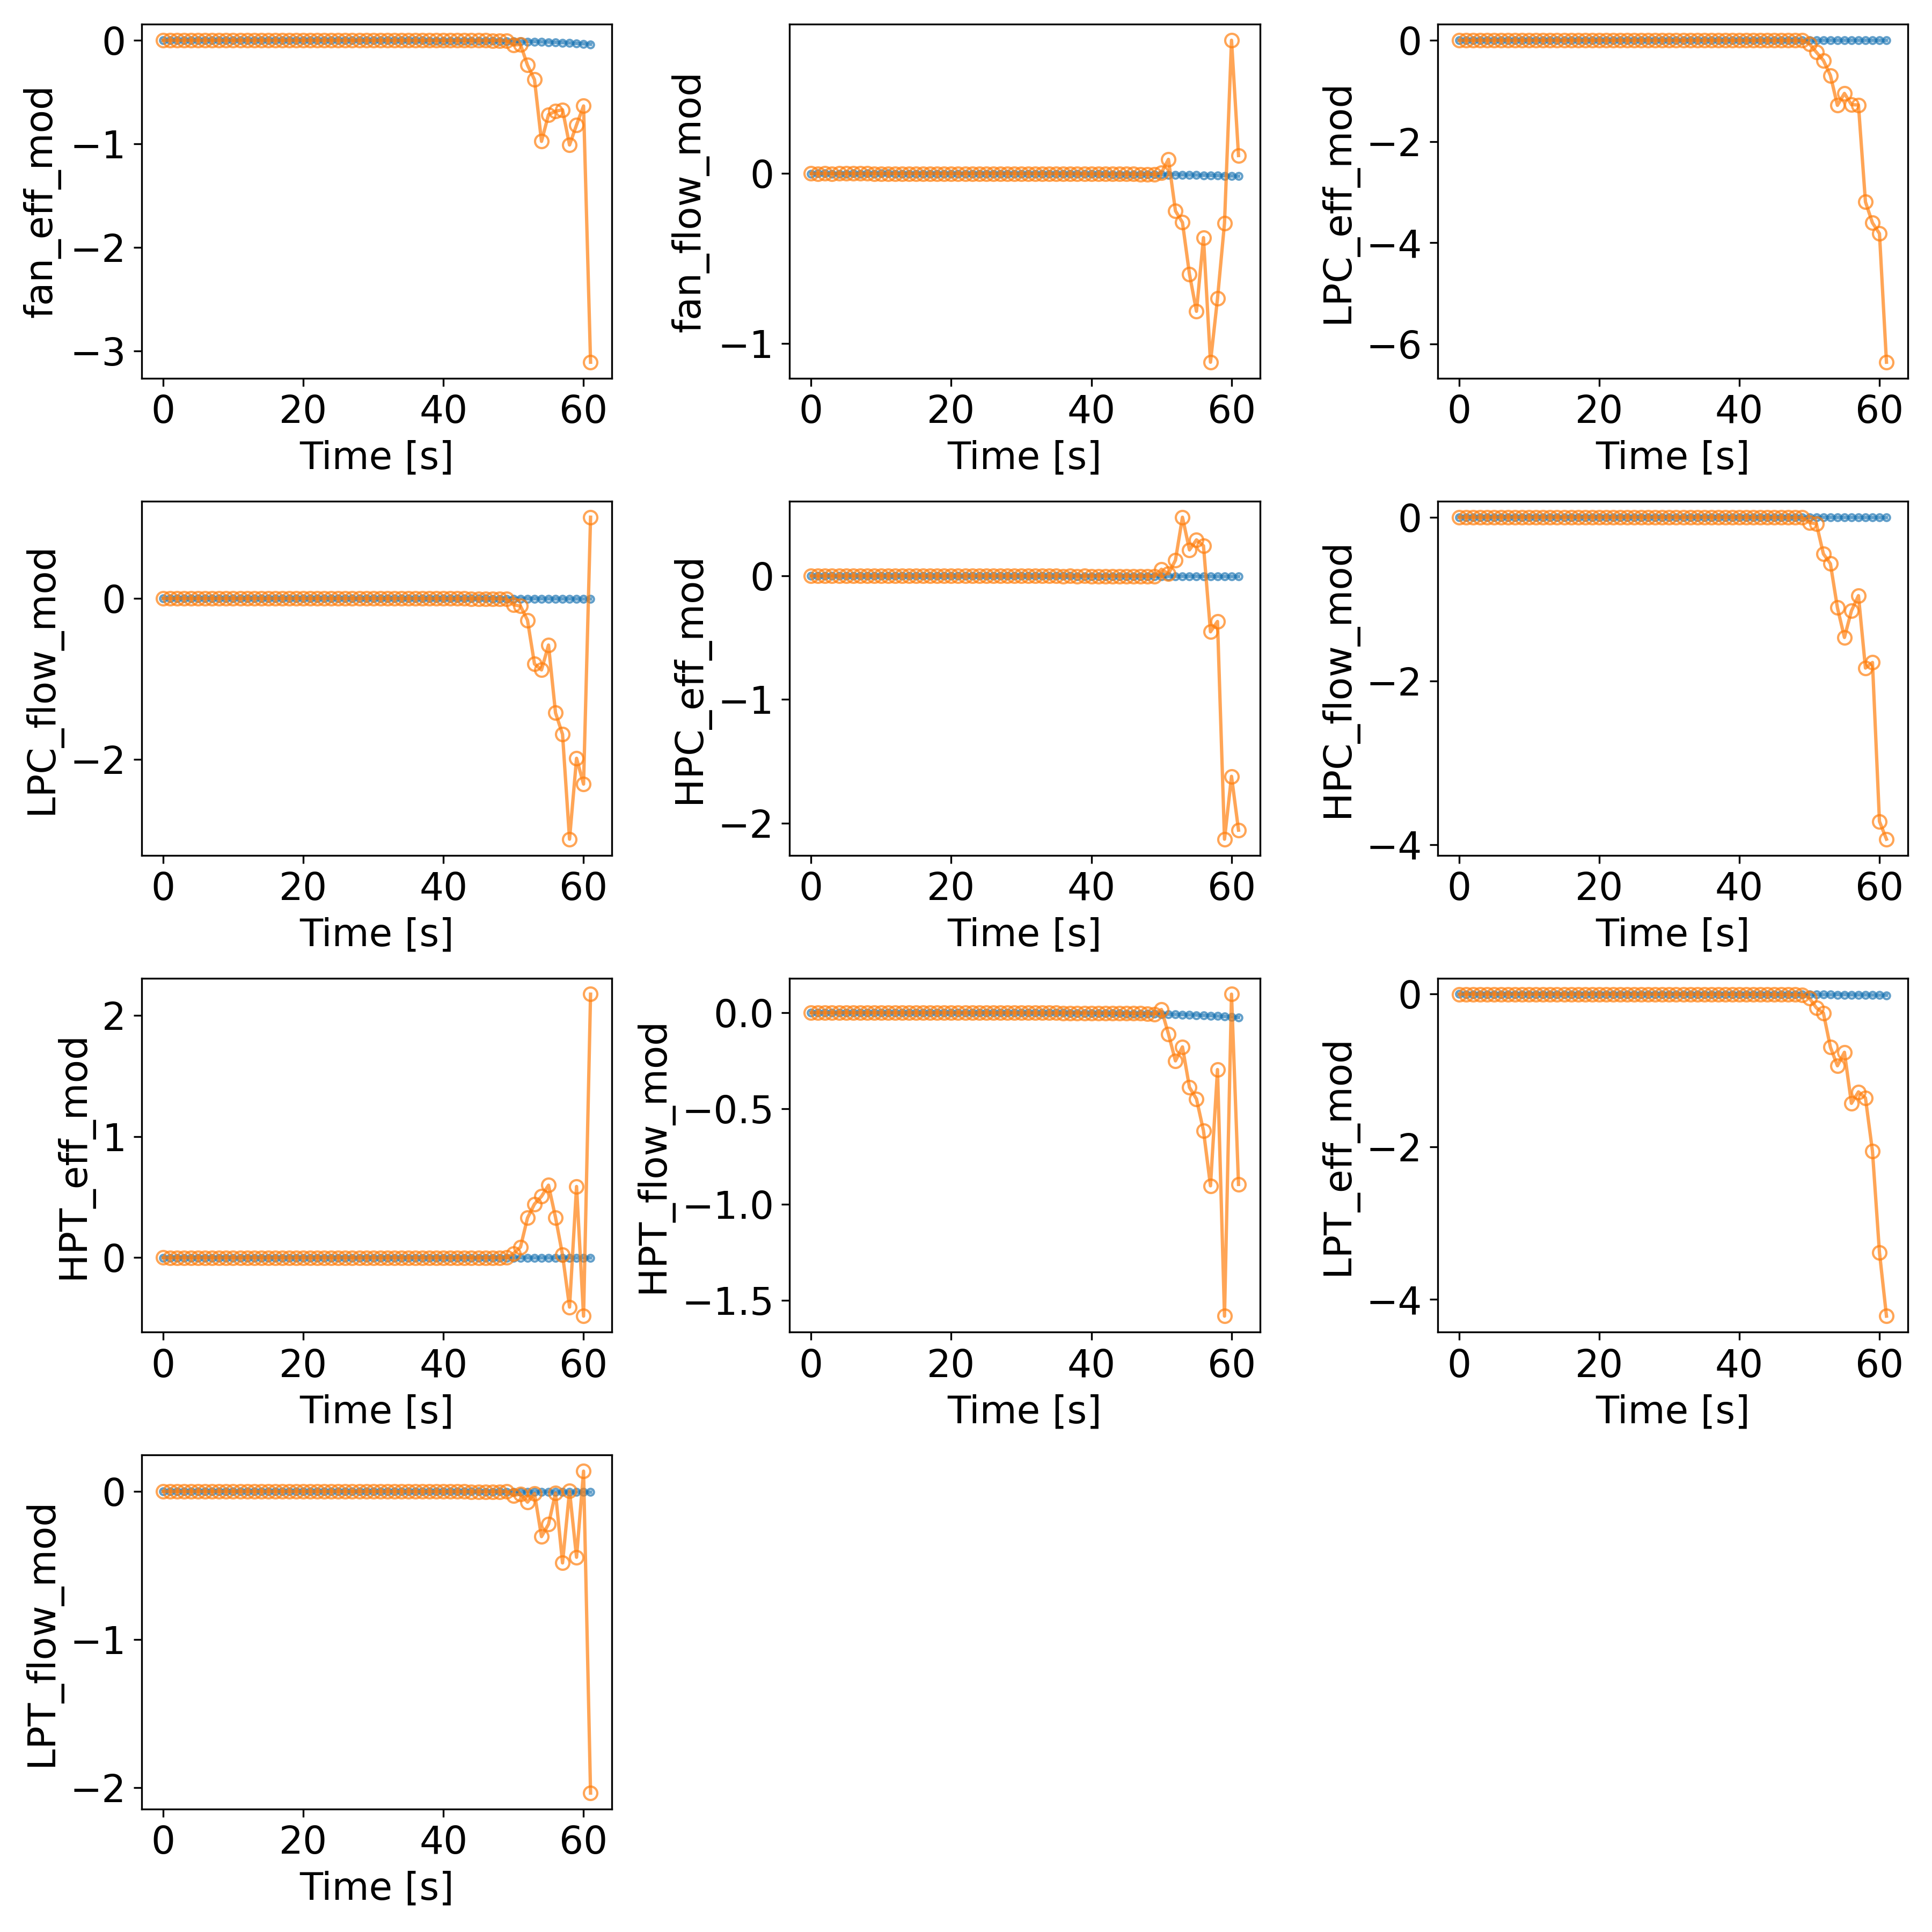 fan_eff_mod
0
−1
−2
−3
0 20 40 60
Time [s]
fan_flow_mod
0
−1
0 20 40 60
Time [s]
LPC_eff_mod
0
−2
−4
−6
0 20 40 60
Time [s]
LPC_flow_mod
0
−2
0 20 40 60
Time [s]
HPC_eff_mod
0
−1
−2
0 20 40 60
Time [s]
HPC_flow_mod
0
−2
−4
0 20 40 60
Time [s]
HPT_eff_mod
2
1
0
0 20 40 60
Time [s]
HPT_flow_mod
0.0
−0.5
−1.0
−1.5
0 20 40 60
Time [s]
LPT_eff_mod
0
−2
−4
0 20 40 60
Time [s]
LPT_flow_mod
0
−1
−2
0 20 40 60
Time [s]